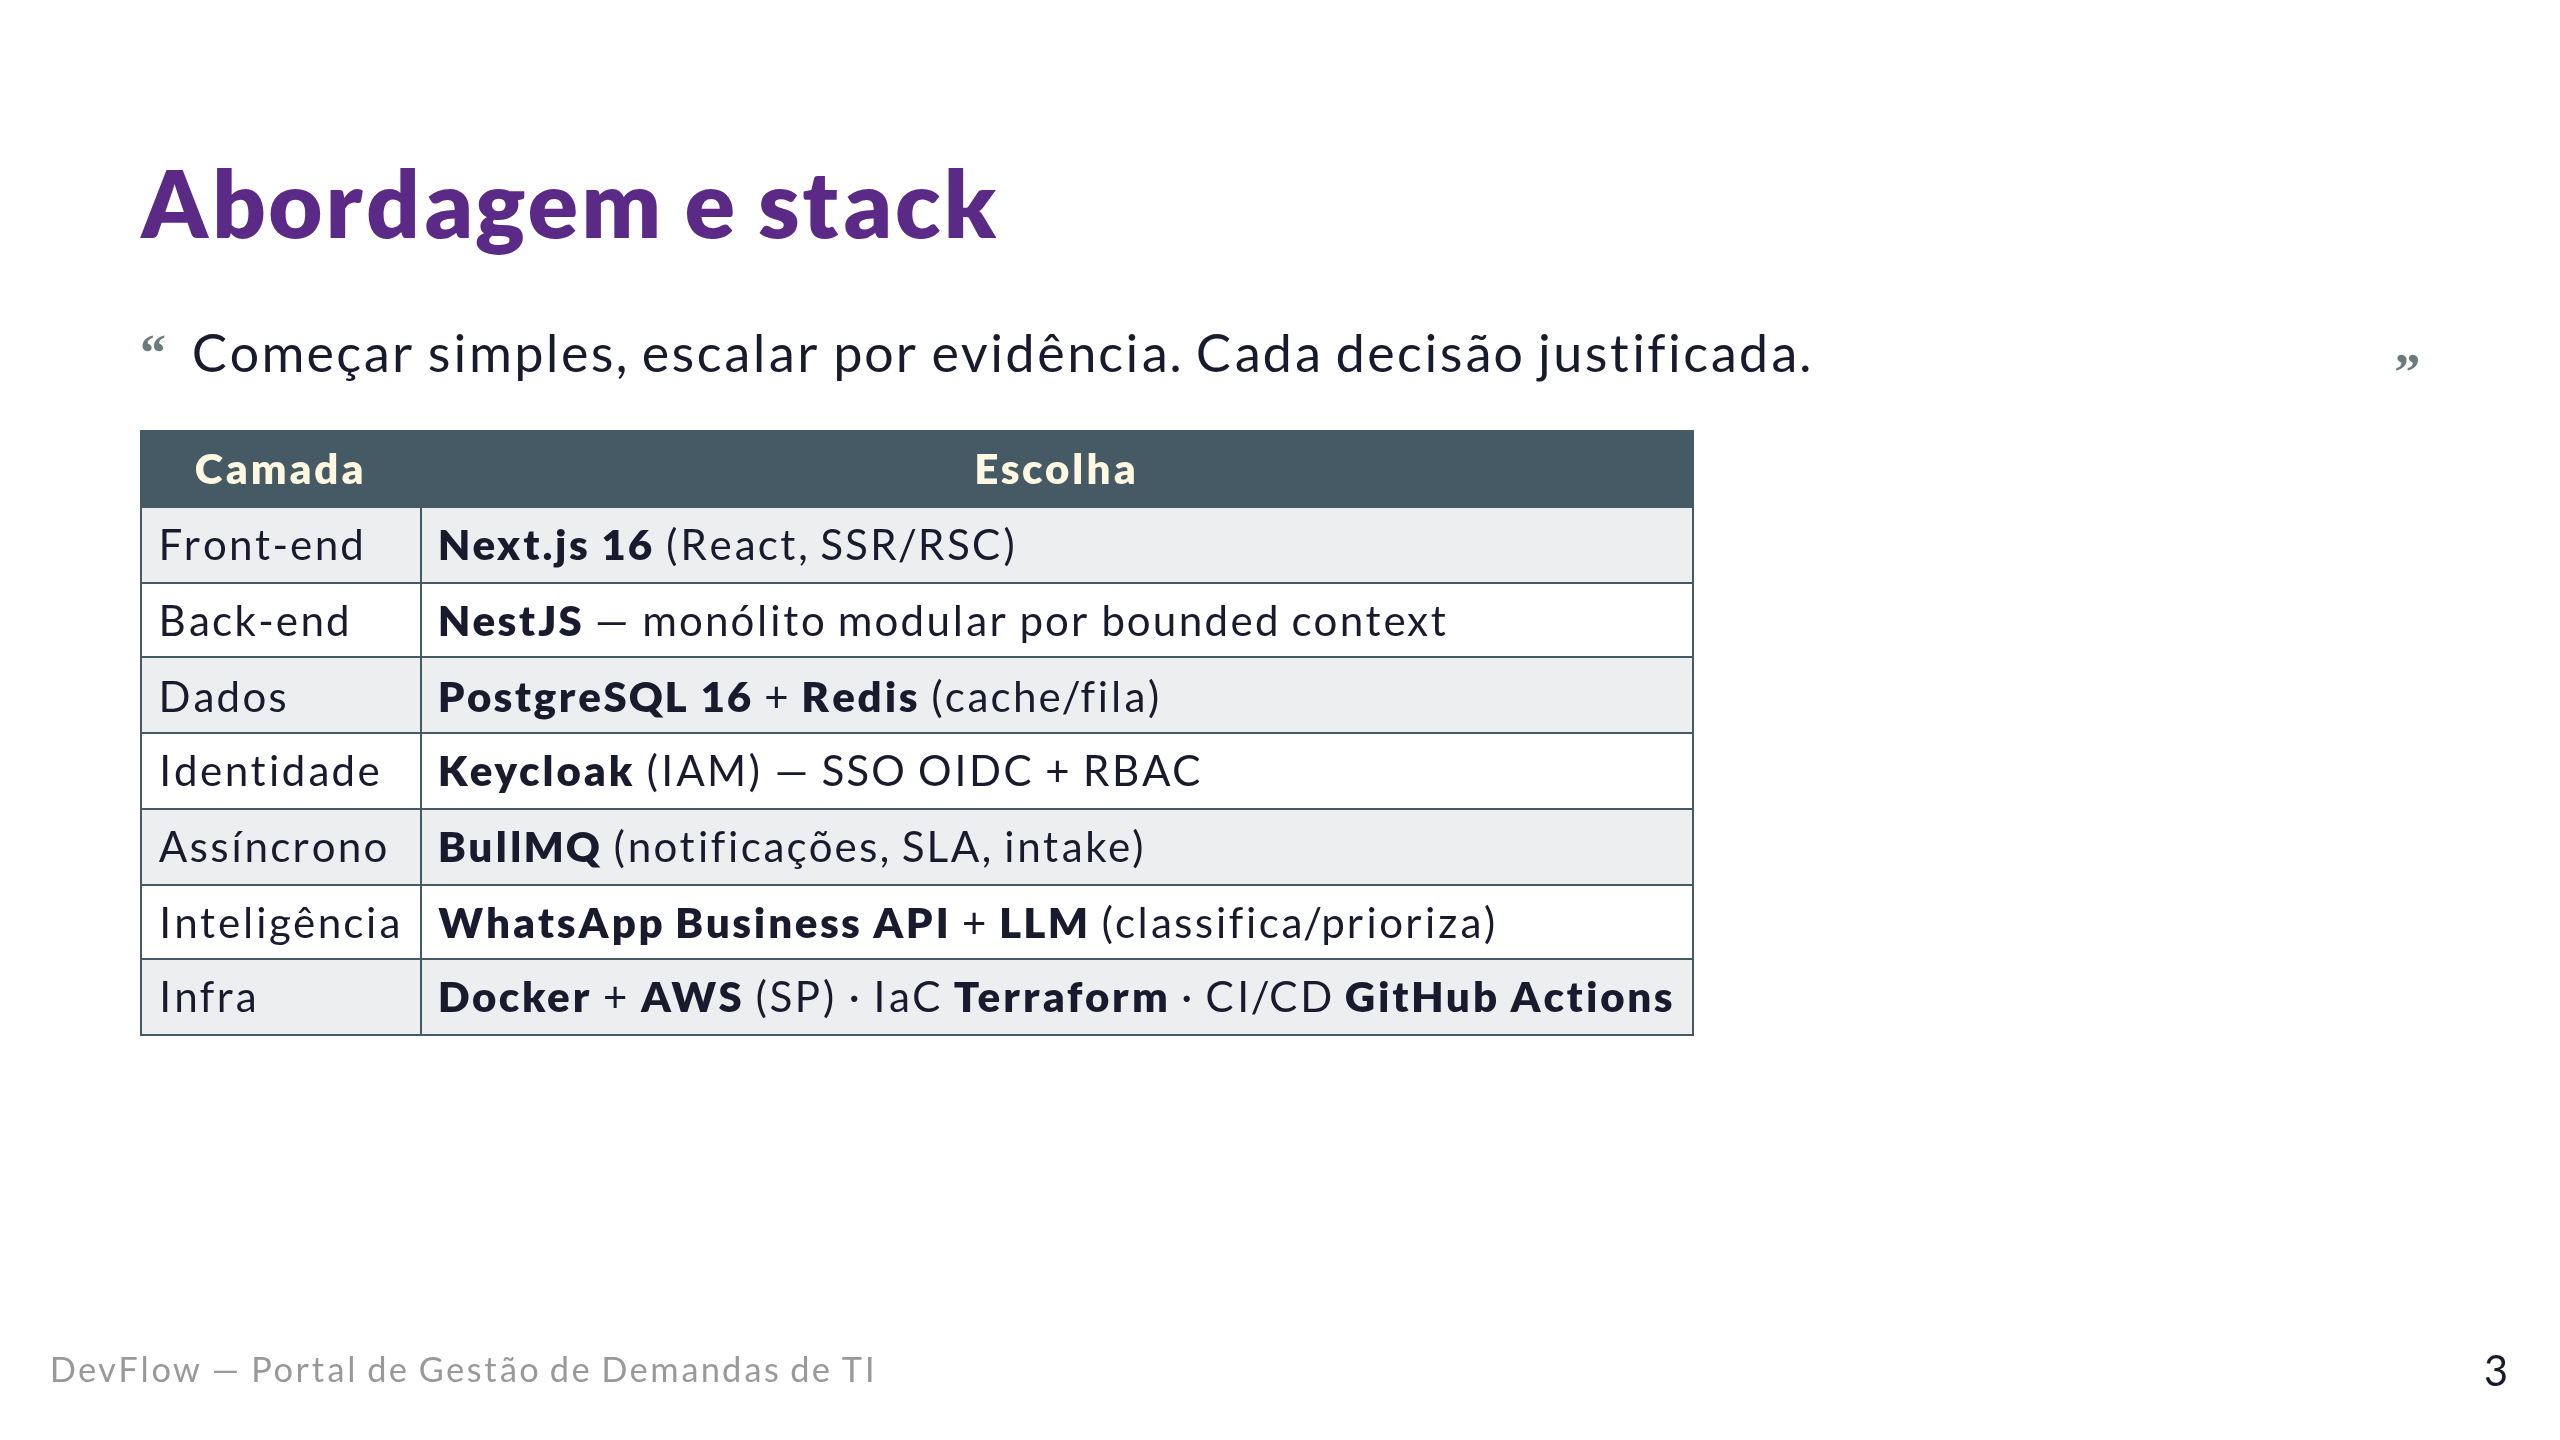 Abordagem e stack
“ Começar simples, escalar por evidência. Cada decisão justificada. ”
Camada Escolha
Front-end Next.js 16 (React, SSR/RSC)
Back-end NestJS — monólito modular por bounded context
Dados PostgreSQL 16 + Redis (cache/fila)
Identidade Keycloak (IAM) — SSO OIDC + RBAC
Assíncrono BullMQ (notificações, SLA, intake)
Inteligência WhatsApp Business API + LLM (classifica/prioriza)
Infra Docker + AWS (SP) · IaC Terraform · CI/CD GitHub Actions
DevFlow — Portal de Gestão de Demandas de TI 3